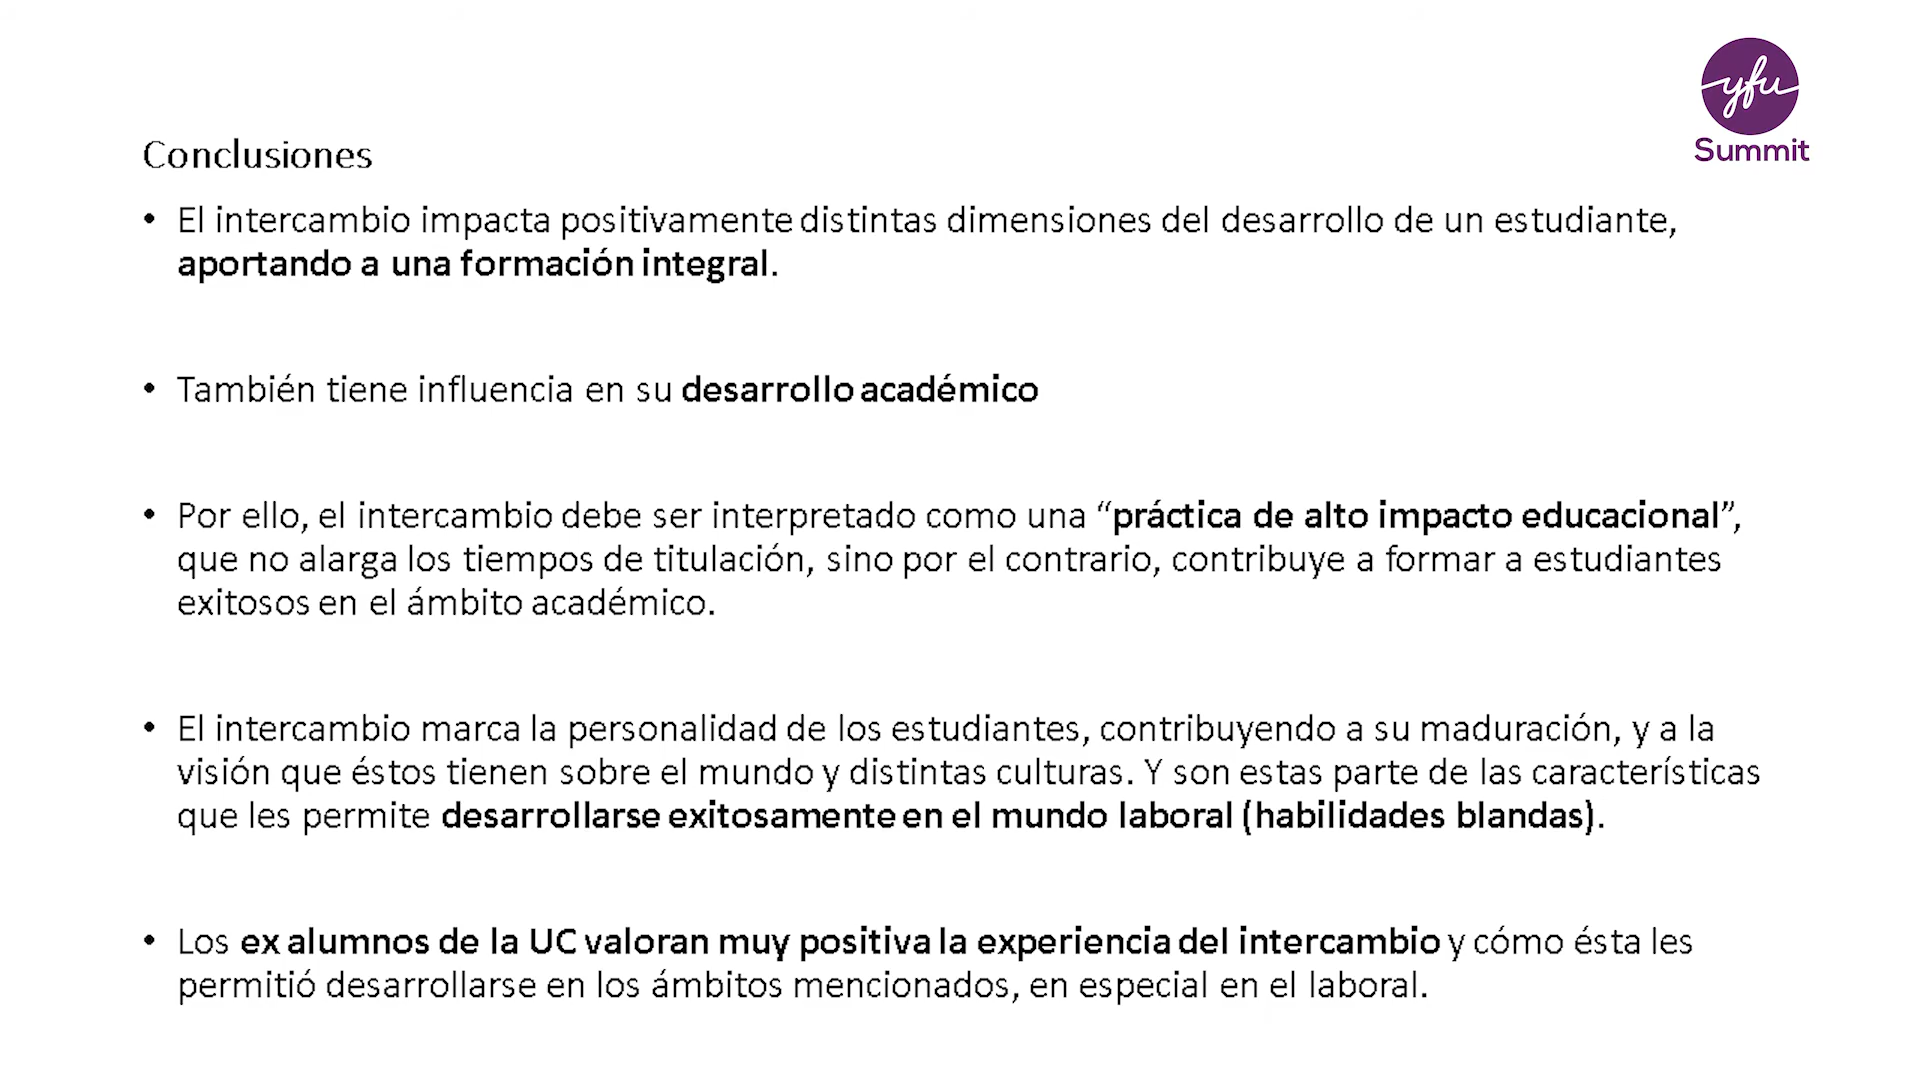 yfu
Summit
Conclusiones
• El intercambio impacta positivamente distintas dimensiones del desarrollo de un estudiante,
aportando a una formación integral.
• También tiene influencia en su desarrollo académico
• Por ello, el intercambio debe ser interpretado como una “práctica de alto impacto educacional”,
que no alarga los tiempos de titulación, sino por el contrario, contribuye a formar a estudiantes
exitosos en el ámbito académico.
• El intercambio marca la personalidad de los estudiantes, contribuyendo a su maduración, y a la
visión que éstos tienen sobre el mundo y distintas culturas. Y son estas parte de las características
que les permite desarrollarse exitosamente en el mundo laboral (habilidades blandas).
• Los ex alumnos de la UC valoran muy positiva la experiencia del intercambio y cómo ésta les
permitió desarrollarse en los ámbitos mencionados, en especial en el laboral.